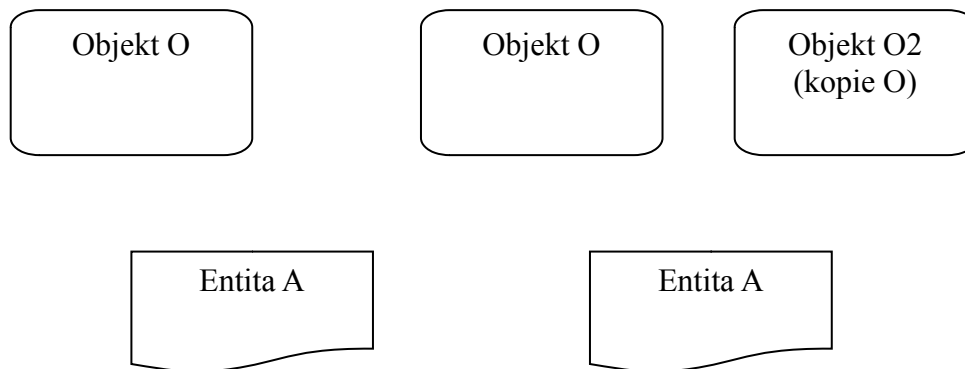 Objekt O
Objekt O
Objekt O2
(kopie O)
Entita A
Entita A